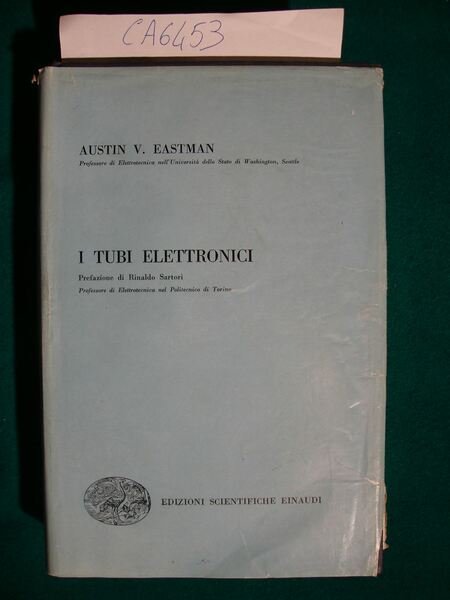 CA6453
AUSTIN V. EASTMAN
Professore di Elettrotecnica nell'Università dello Stato di Washington, Seattle
I TUBI ELETTRONICI
Prefazione di Rinaldo Sartori
Professore di Elettrotecnica nel Politecnico di Torino
EDIZIONI SCIENTIFICHE EINAUDI